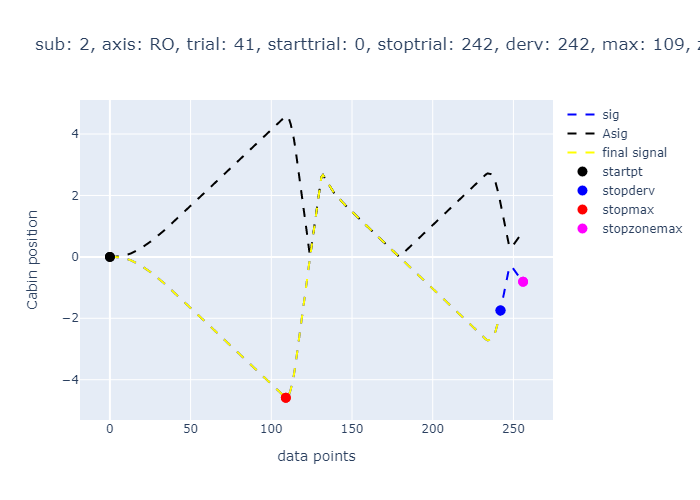 sub: 2, axis: RO, trial: 41, starttrial: 0, stoptrial: 242, derv: 242, max: 109, z
sig
Asig
final signal
startpt
stopderv
stopmax
stopzonemax
4
2
0
−2
−4
Cabin position
0
50
100
150
200
250
data points